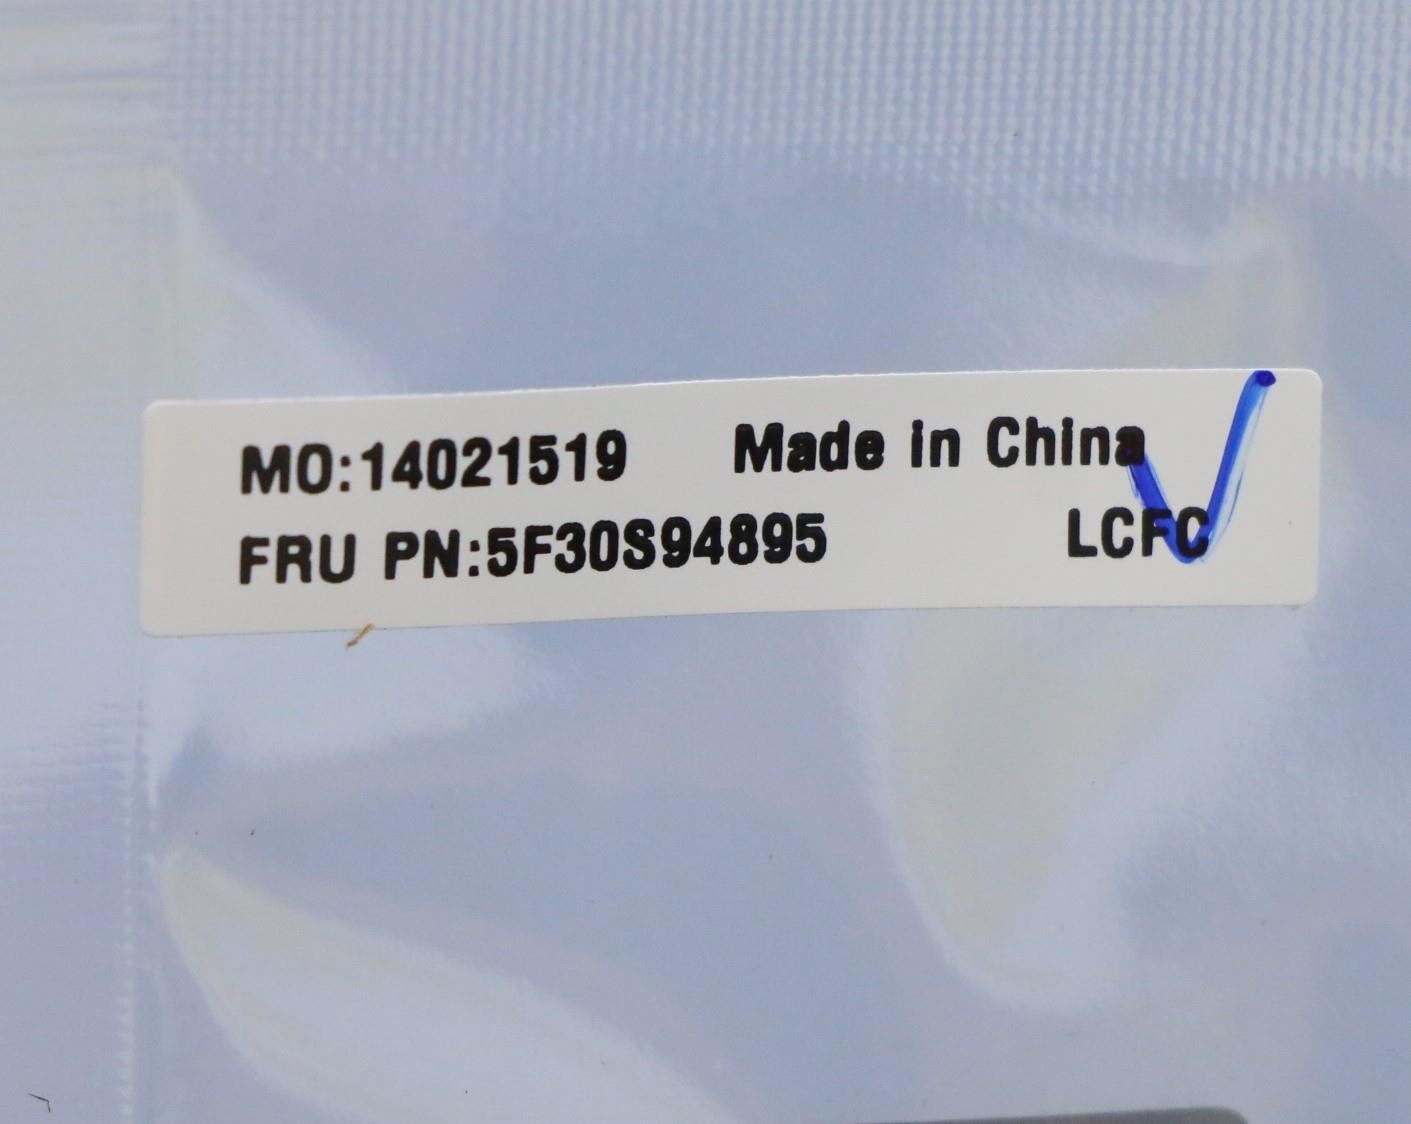 MO:14021519 Made in China
FRU PN:5F30S94895 LCFC